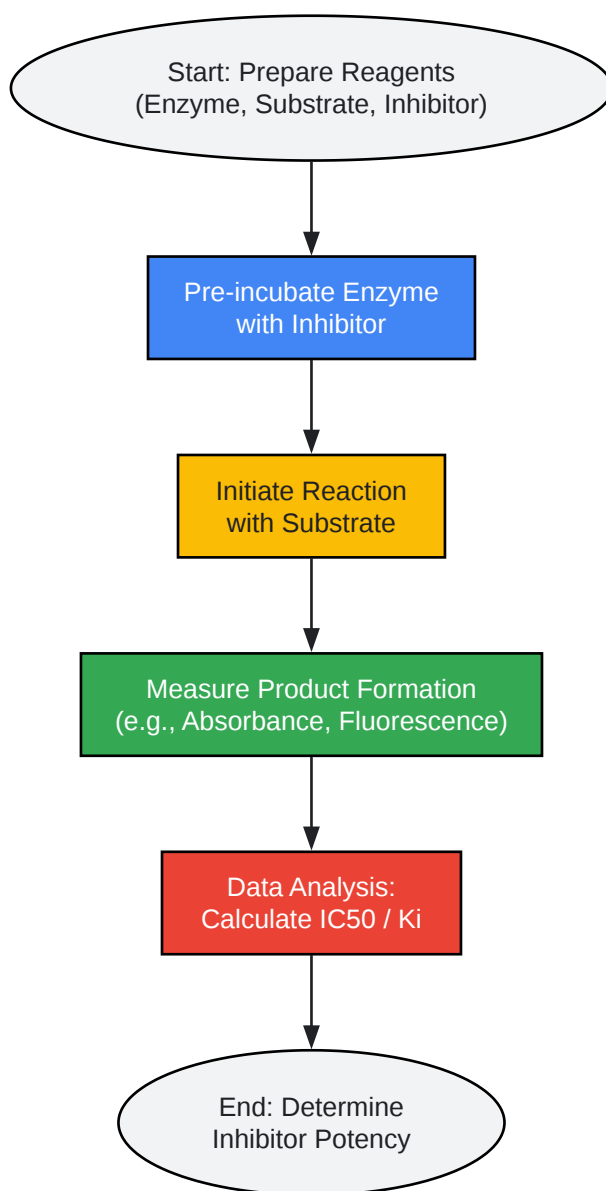 Start: Prepare Reagents
(Enzyme, Substrate, Inhibitor)
Pre-incubate Enzyme
with Inhibitor
Initiate Reaction
with Substrate
Measure Product Formation
(e.g., Absorbance, Fluorescence)
Data Analysis:
Calculate IC50 / Ki
End: Determine
Inhibitor Potency